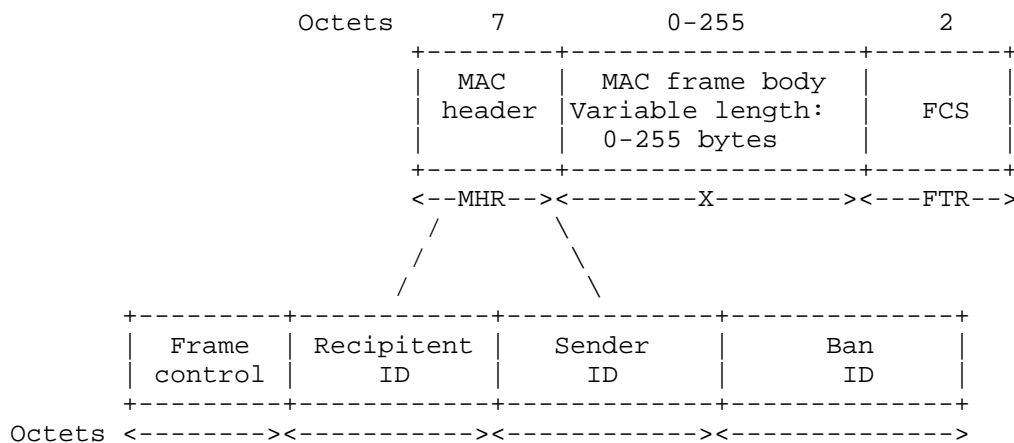 Octets 7 0-255 2
+--------+------------------+--------+
| MAC | MAC frame body | |
| header |Variable length: | FCS |
| | 0-255 bytes | |
+--------+------------------+--------+
<--MHR--><--------X--------><---FTR-->
/ \
/ \
/ \
+---------+------------+-------------+--------------+
| Frame | Recipitent | Sender | Ban |
| control | ID | ID | ID |
+---------+------------+-------------+--------------+
Octets <--------><-----------><------------><-------------->